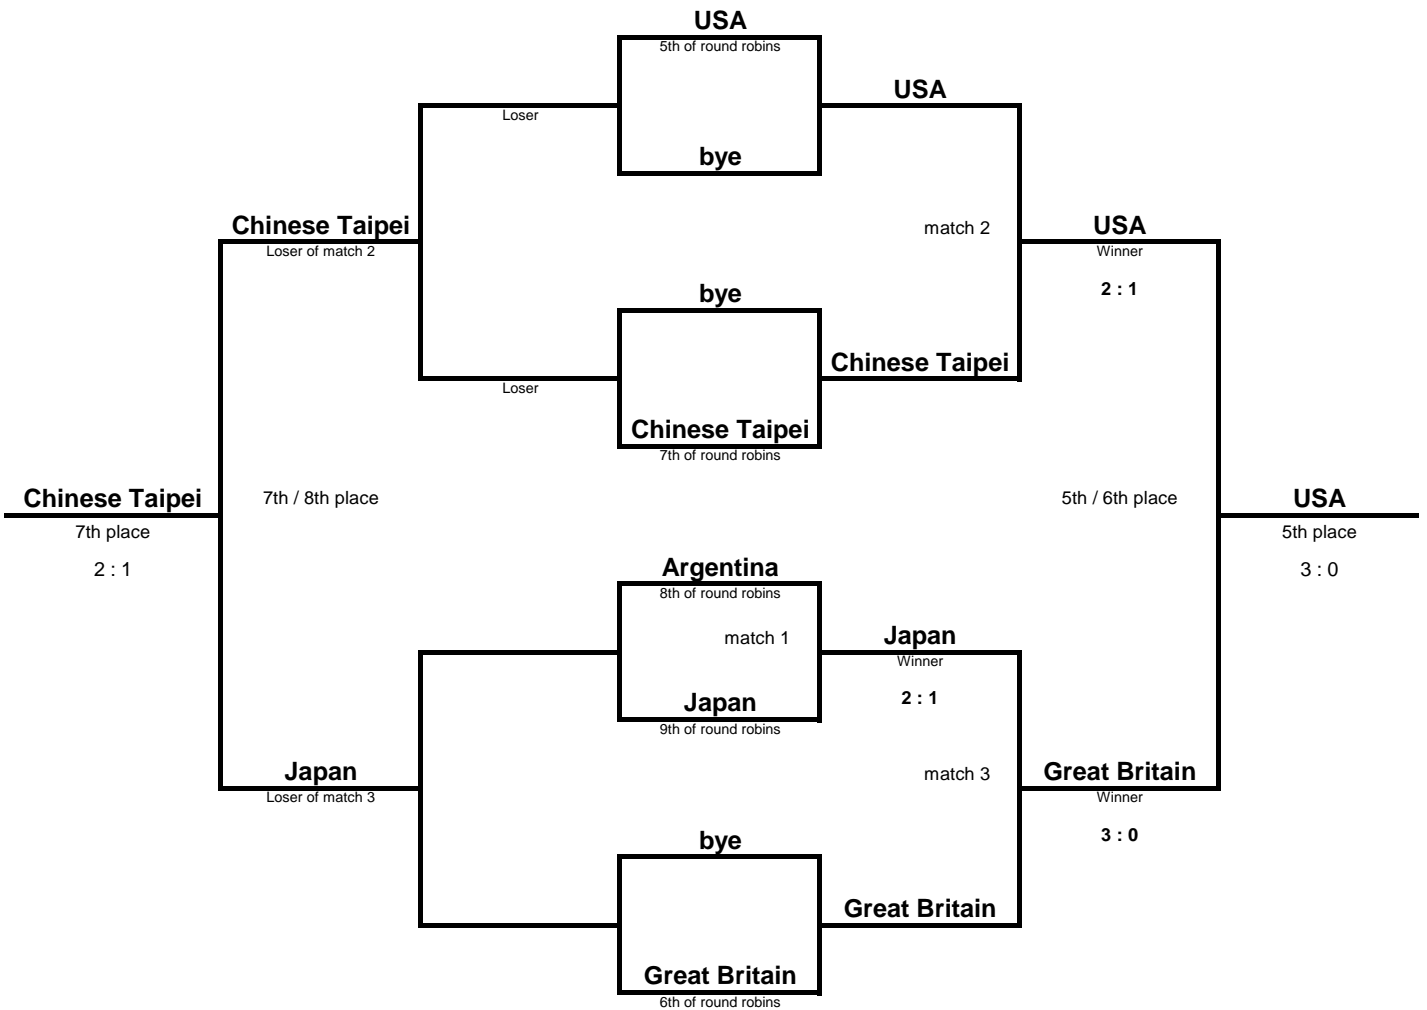 USA
5th of round robins
USA
Loser
bye
Chinese Taipei
Loser of match 2
match 2
USA
Winner
2 : 1
bye
Chinese Taipei
Loser
Chinese Taipei
7th of round robins
Chinese Taipei
7th place
2 : 1
7th / 8th place
5th / 6th place
USA
5th place
3 : 0
Argentina
8th of round robins
match 1
Japan
Winner
2 : 1
Japan
9th of round robins
Japan
Loser of match 3
match 3
Great Britain
Winner
3 : 0
bye
Great Britain
Great Britain
6th of round robins